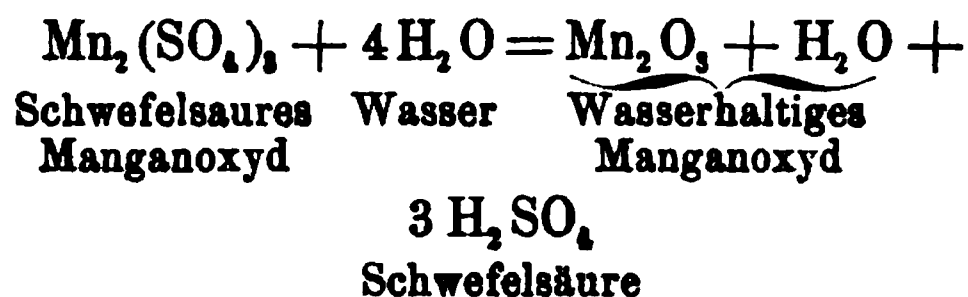 Mn₂(SO₄)₃ + 4 H₂O = Mn₂O₃ + H₂O +
Schwefelsaures Wasser Wasserhaltiges
Manganoxyd Manganoxyd
3 H₂SO₄
Schwefelsäure